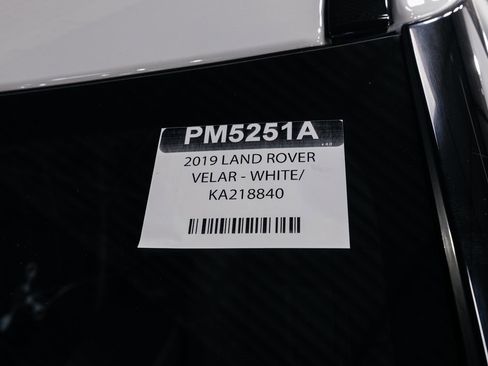 PM5251A
2019 LAND ROVER
VELAR - WHITE/
KA218840